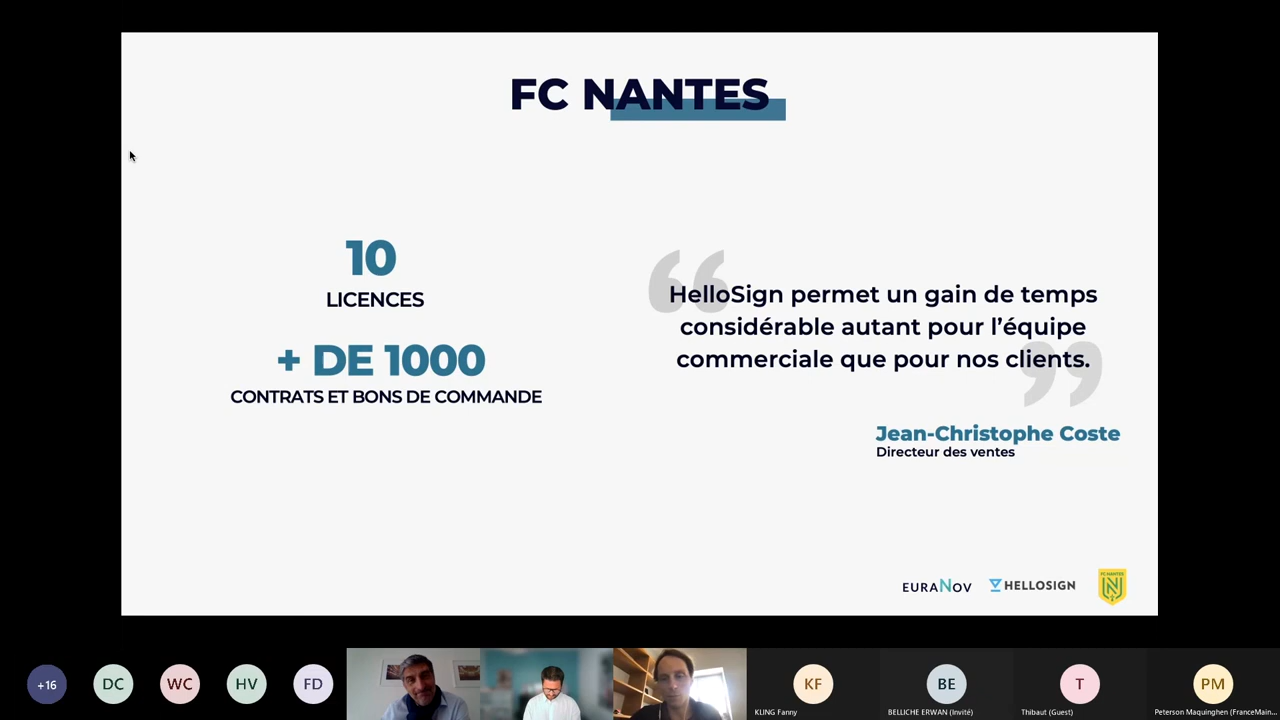 FC NANTES
10
LICENCES
+ DE 1000
CONTRATS ET BONS DE COMMANDE
HelloSign permet un gain de temps
considérable autant pour l'équipe
commerciale que pour nos clients.
Jean-Christophe Coste
Directeur des ventes
EURANOV
HELLOSIGN
FC NANTES
N
+16
DC
WC
HV
FD
KF
BE
T
PM
KLING Fanny
BELLICHE ERWAN (Invité)
Thibaut (Guest)
Peterson Maquinghen (FranceMain...